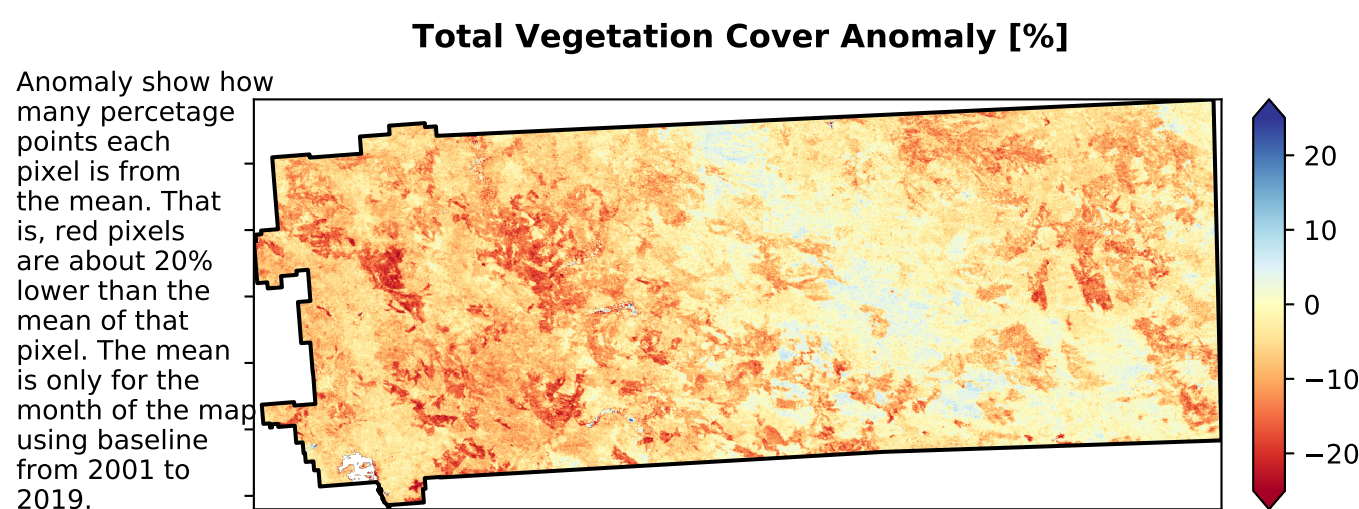 Total Vegetation Cover Anomaly [%]
Anomaly show how
many percetage
points each
pixel is from
the mean. That
is, red pixels
are about 20%
lower than the
mean of that
pixel. The mean
is only for the
month of the map
using baseline
from 2001 to
2019.
20
10
0
−10
−20